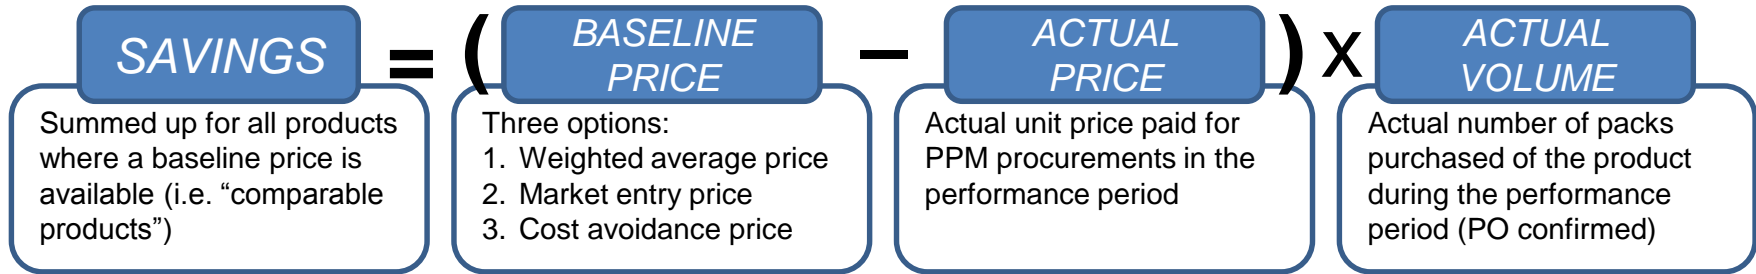 SAVINGS
=
(
BASELINE
PRICE
–
ACTUAL
PRICE
)
x
ACTUAL
VOLUME
Summed up for all products
where a baseline price is
available (i.e. “comparable
products”)
Three options:
1. Weighted average price
2. Market entry price
3. Cost avoidance price
Actual unit price paid for
PPM procurements in the
performance period
Actual number of packs
purchased of the product
during the performance
period (PO confirmed)